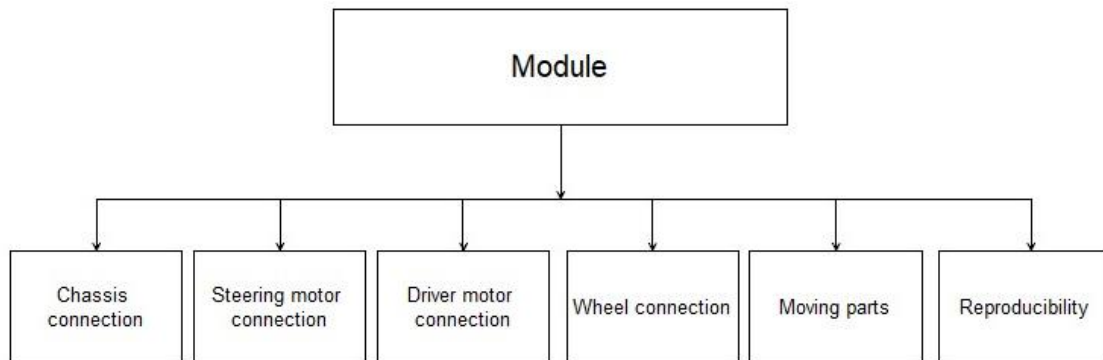 Module
Chassis
connection
Steering motor
connection
Driver motor
connection
Wheel connection
Moving parts
Reproducibility